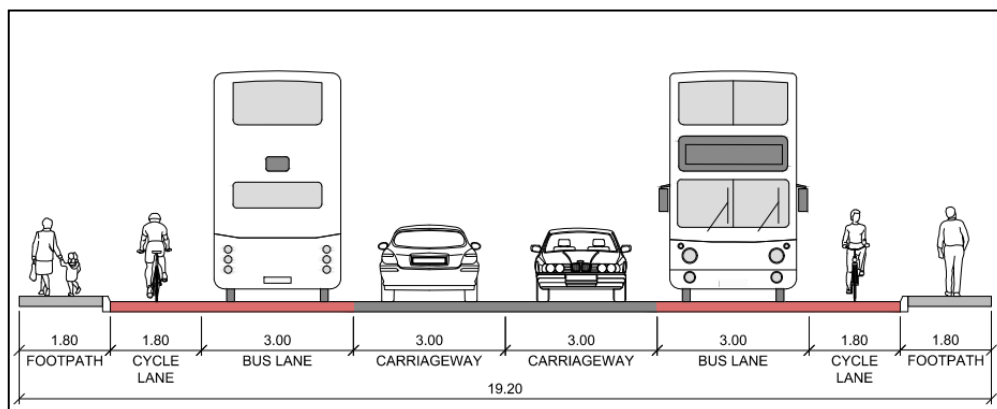 1.80 1.80 3.00 3.00 3.00 3.00 1.80 1.80
FOOTPATH CYCLE LANE BUS LANE CARRIAGEWAY CARRIAGEWAY BUS LANE CYCLE LANE FOOTPATH
19.20